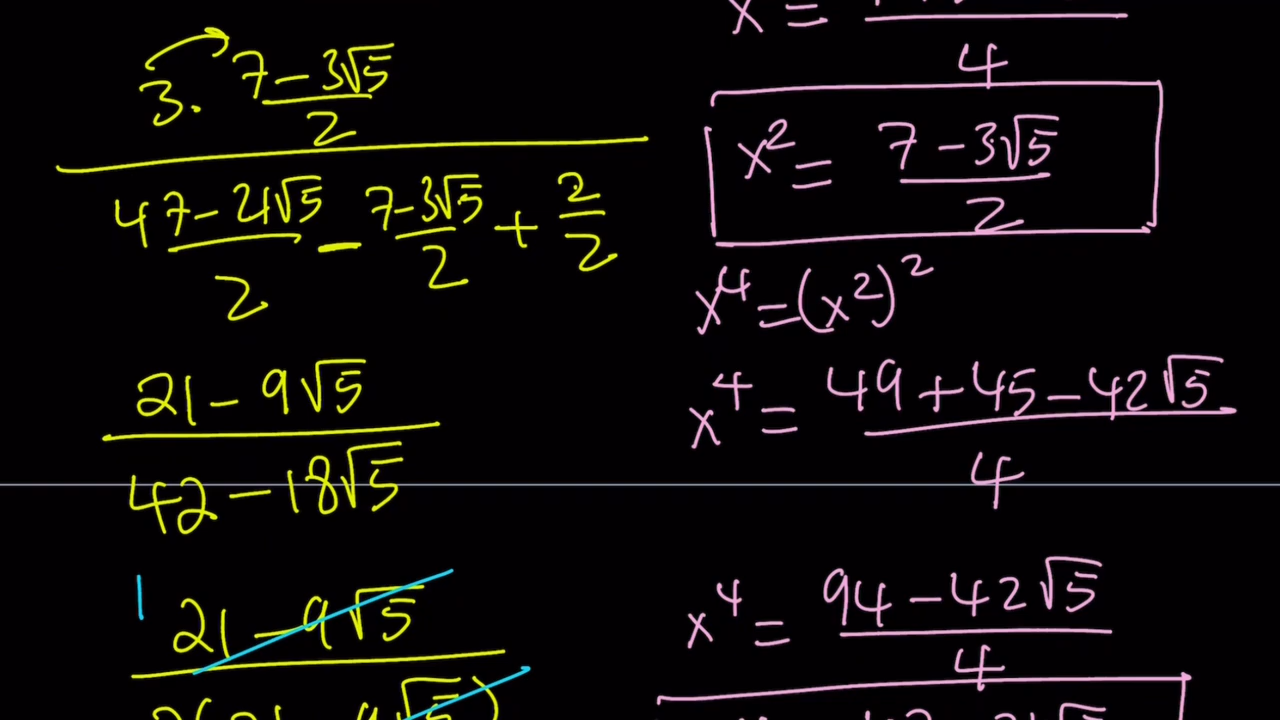 3. (7 - 3√5)/2
(47 - 21√5)/2 - (7 - 3√5)/2 + 2/2
(21 - 9√5)/(42 - 18√5)
1
21 - 9√5
x =
4
x² = (7 - 3√5)/2
x⁴ = (x²)²
x⁴ = (49 + 45 - 42√5)/4
x⁴ = (94 - 42√5)/4